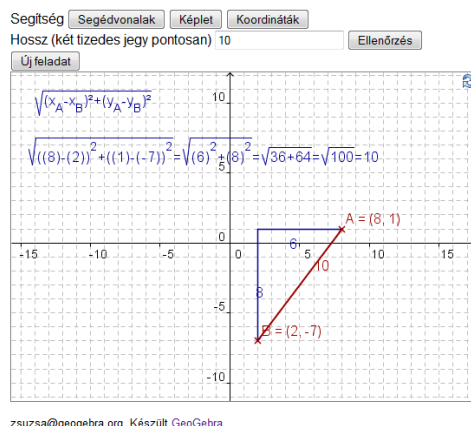 Segítség Segédvonalak Képlet Koordináták
Hossz (két tizedes jegy pontosan) 10 Ellenőrzés
Új feladat
√(x_A-x_B)²+(y_A-y_B)²
√((8)-(2))²+((1)-(-7))²=√(6)²+(8)²=√36+64=√100=10
10
5
A = (8, 1)
0
6
-15 -10 -5 0 5 10 15
10
8
-5
B = (2, -7)
-10
zsuzsa@geogebra.org, Készült GeoGebra